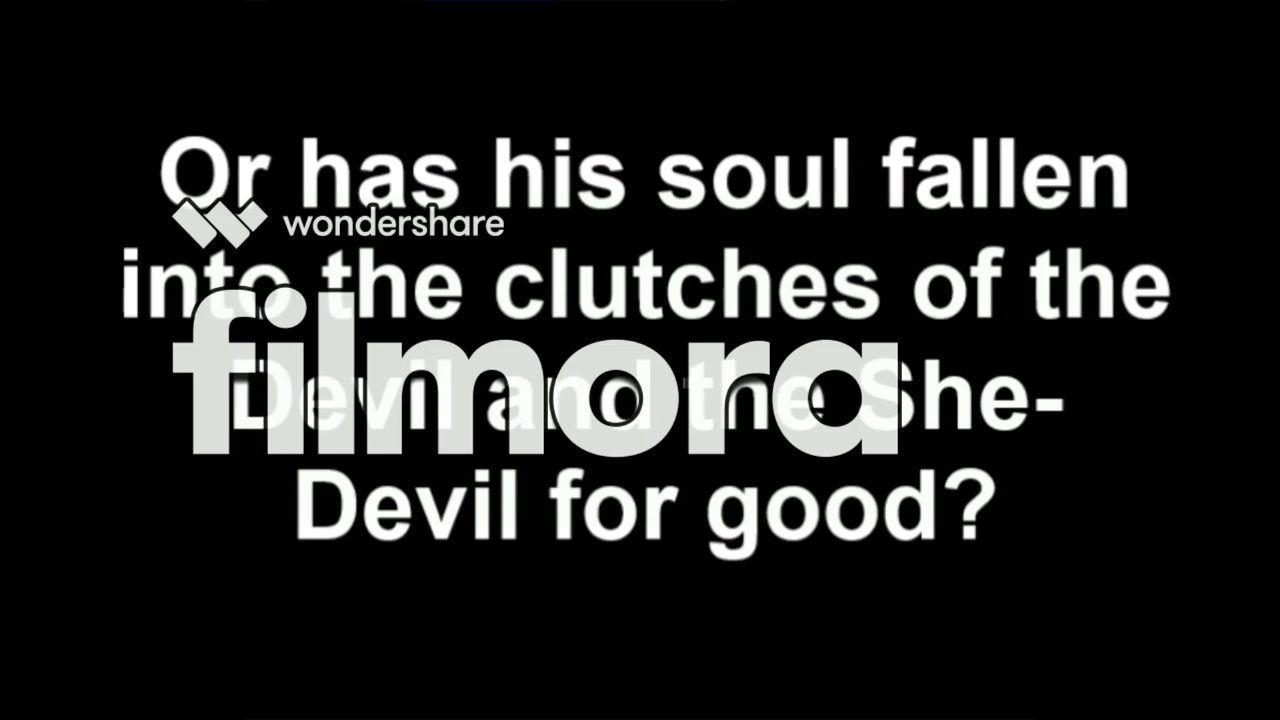 Or has his soul fallen
wondershare
into the clutches of the
filmora
Devil and the She-
Devil for good?